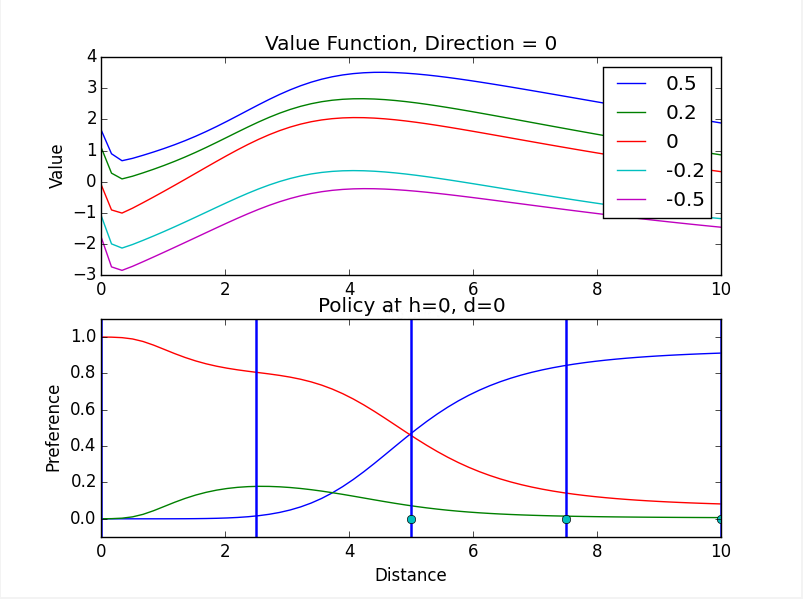 Value Function, Direction = 0
4
3
2
1
0
−1
−2
−3
Value
0.5
0.2
0
-0.2
-0.5
0 2 4 6 8 10
Policy at h=0, d=0
1.0
0.8
0.6
0.4
0.2
0.0
Preference
0 2 4 6 8 10
Distance